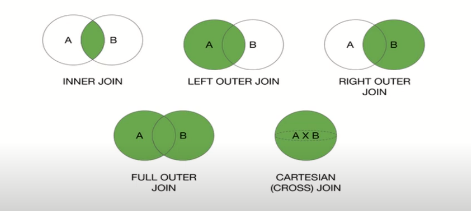 A B
A B
A B
INNER JOIN
LEFT OUTER JOIN
RIGHT OUTER
JOIN
A B
A X B
FULL OUTER
JOIN
CARTESIAN
(CROSS) JOIN